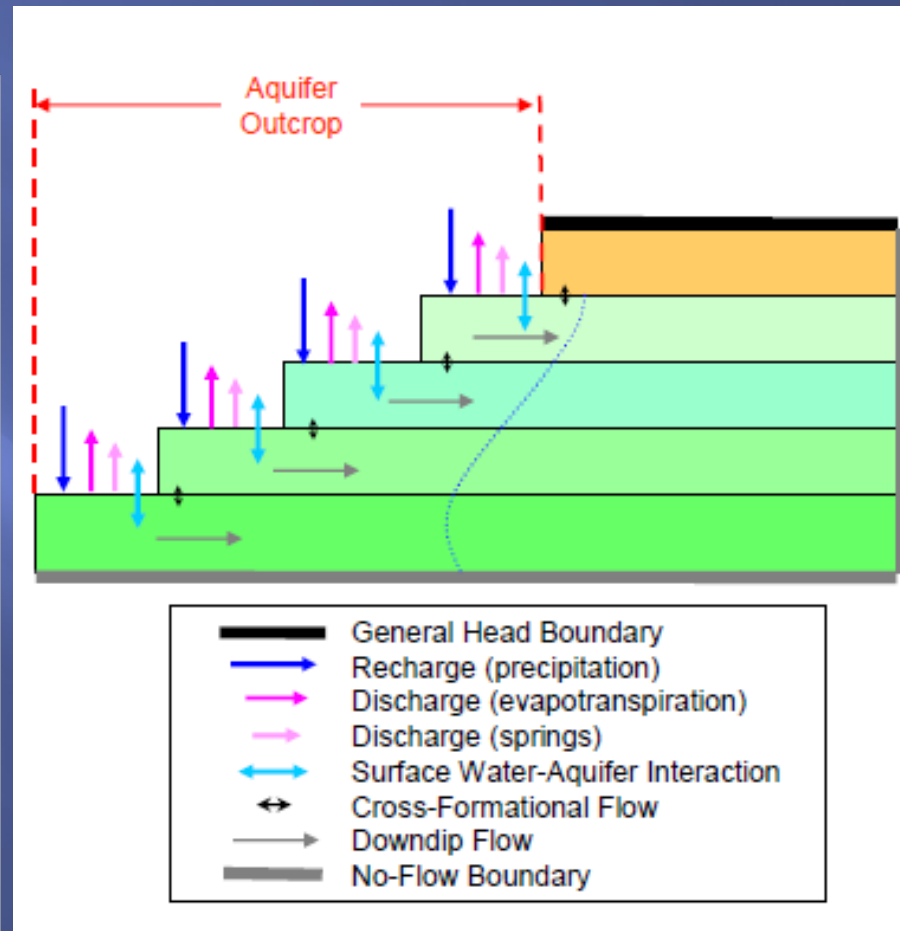 Aquifer
Outcrop
General Head Boundary
Recharge (precipitation)
Discharge (evapotranspiration)
Discharge (springs)
Surface Water-Aquifer Interaction
Cross-Formational Flow
Downdip Flow
No-Flow Boundary